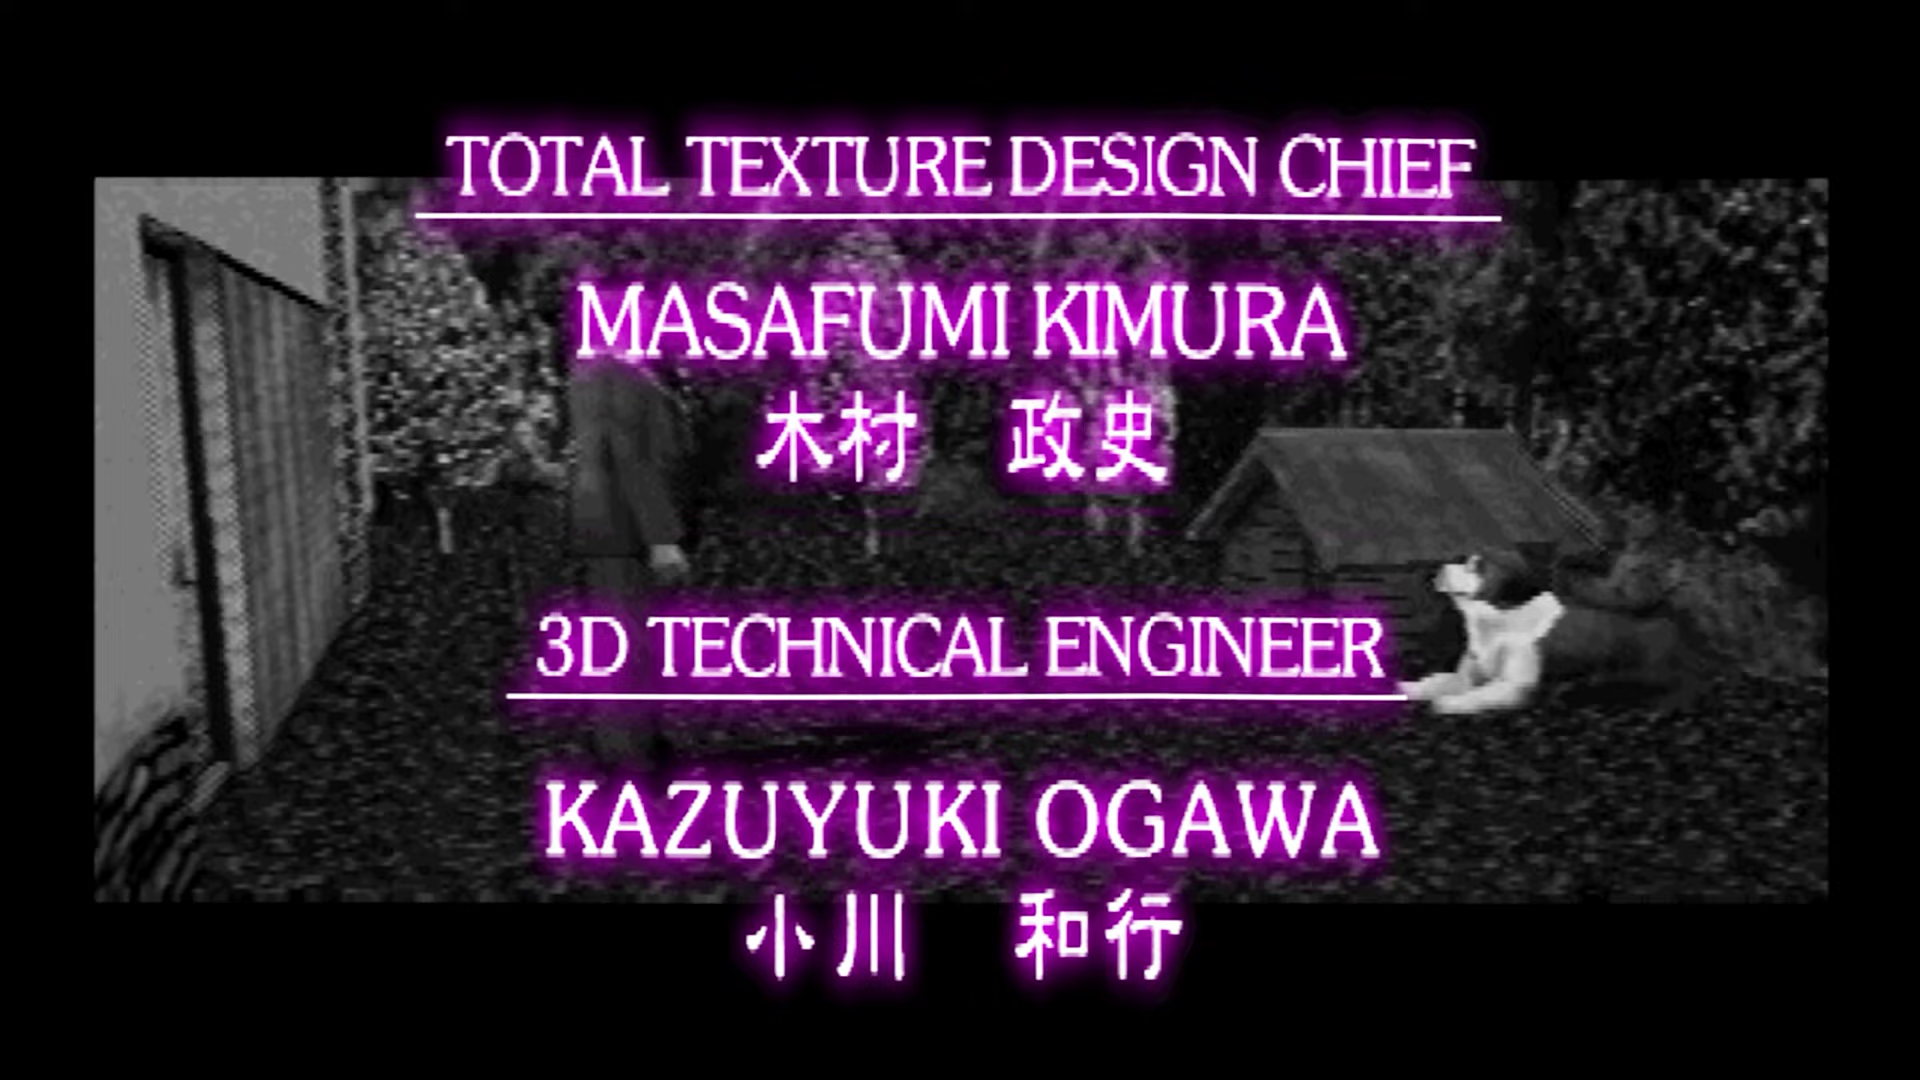 TOTAL TEXTURE DESIGN CHIEF
MASAFUMI KIMURA
木村　政史
3D TECHNICAL ENGINEER
KAZUYUKI OGAWA
小川　和行